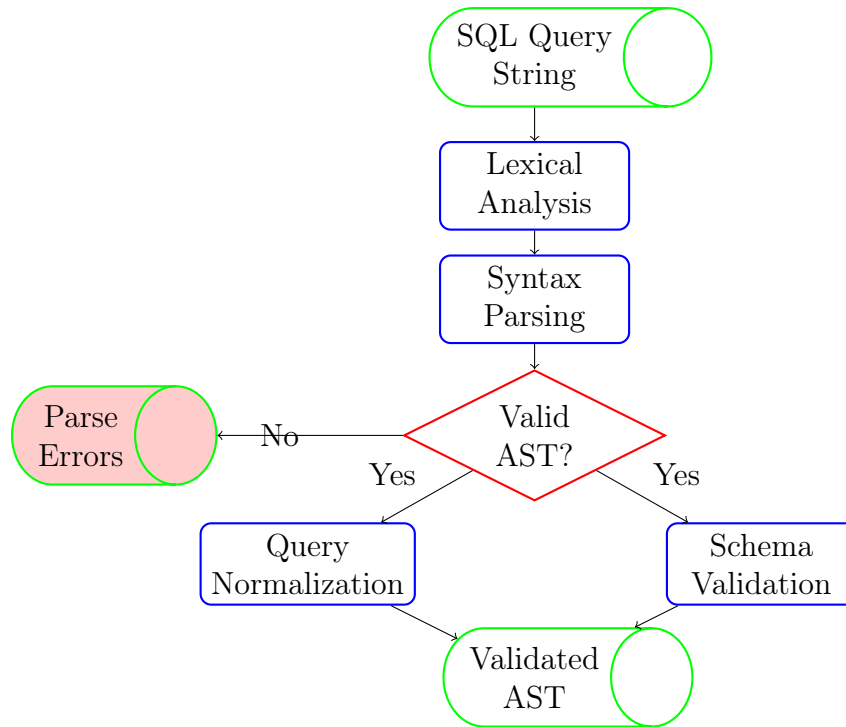 SQL Query
String
Lexical
Analysis
Syntax
Parsing
Valid
AST?
No
Parse
Errors
Yes
Yes
Query
Normalization
Schema
Validation
Validated
AST